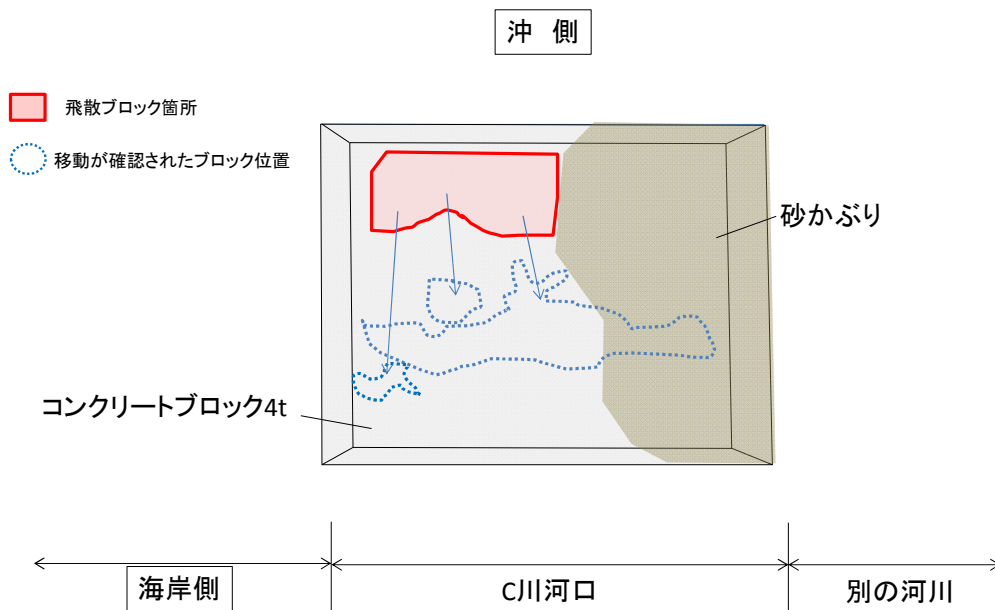 沖 側
飛散ブロック箇所
移動が確認されたブロック位置
砂かぶり
コンクリートブロック4t
海岸側
C川河口
別の河川